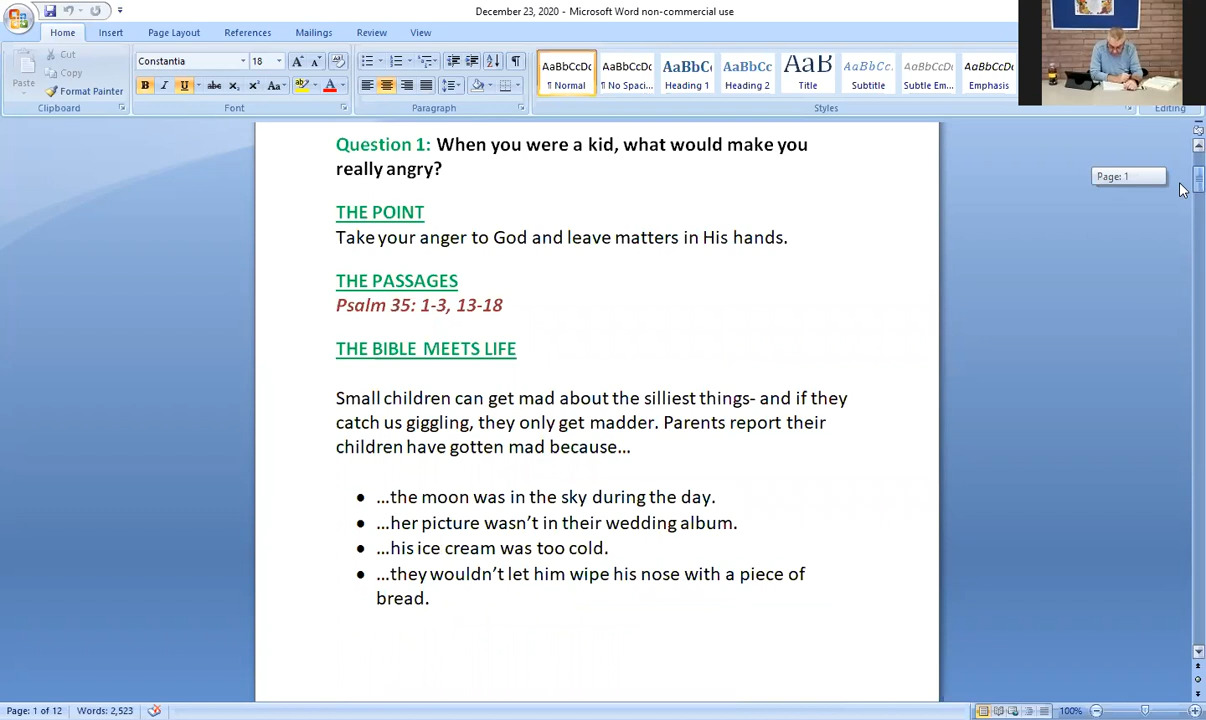 December 23, 2020 - Microsoft Word non-commercial use
Home Insert Page Layout References Mailings Review View
Cut
Copy
Paste
Format Painter
Constantia 18
B I U abc x₂ x² Aa A
AaBbCcDc AaBbCcDc AaBbC AaBbCc AaB AaBbCcI AaBbCcDc AaBbCcDc
¶ Normal ¶ No Spaci... Heading 1 Heading 2 Title Subtitle Subtle Em... Emphasis
Clipboard Font Paragraph Styles Editing
Question 1: When you were a kid, what would make you
really angry?
Page: 1
THE POINT
Take your anger to God and leave matters in His hands.
THE PASSAGES
Psalm 35: 1-3, 13-18
THE BIBLE MEETS LIFE
Small children can get mad about the silliest things- and if they
catch us giggling, they only get madder. Parents report their
children have gotten mad because…
• …the moon was in the sky during the day.
• …her picture wasn’t in their wedding album.
• …his ice cream was too cold.
• …they wouldn’t let him wipe his nose with a piece of
bread.
Page: 1 of 12 Words: 2,523 100%